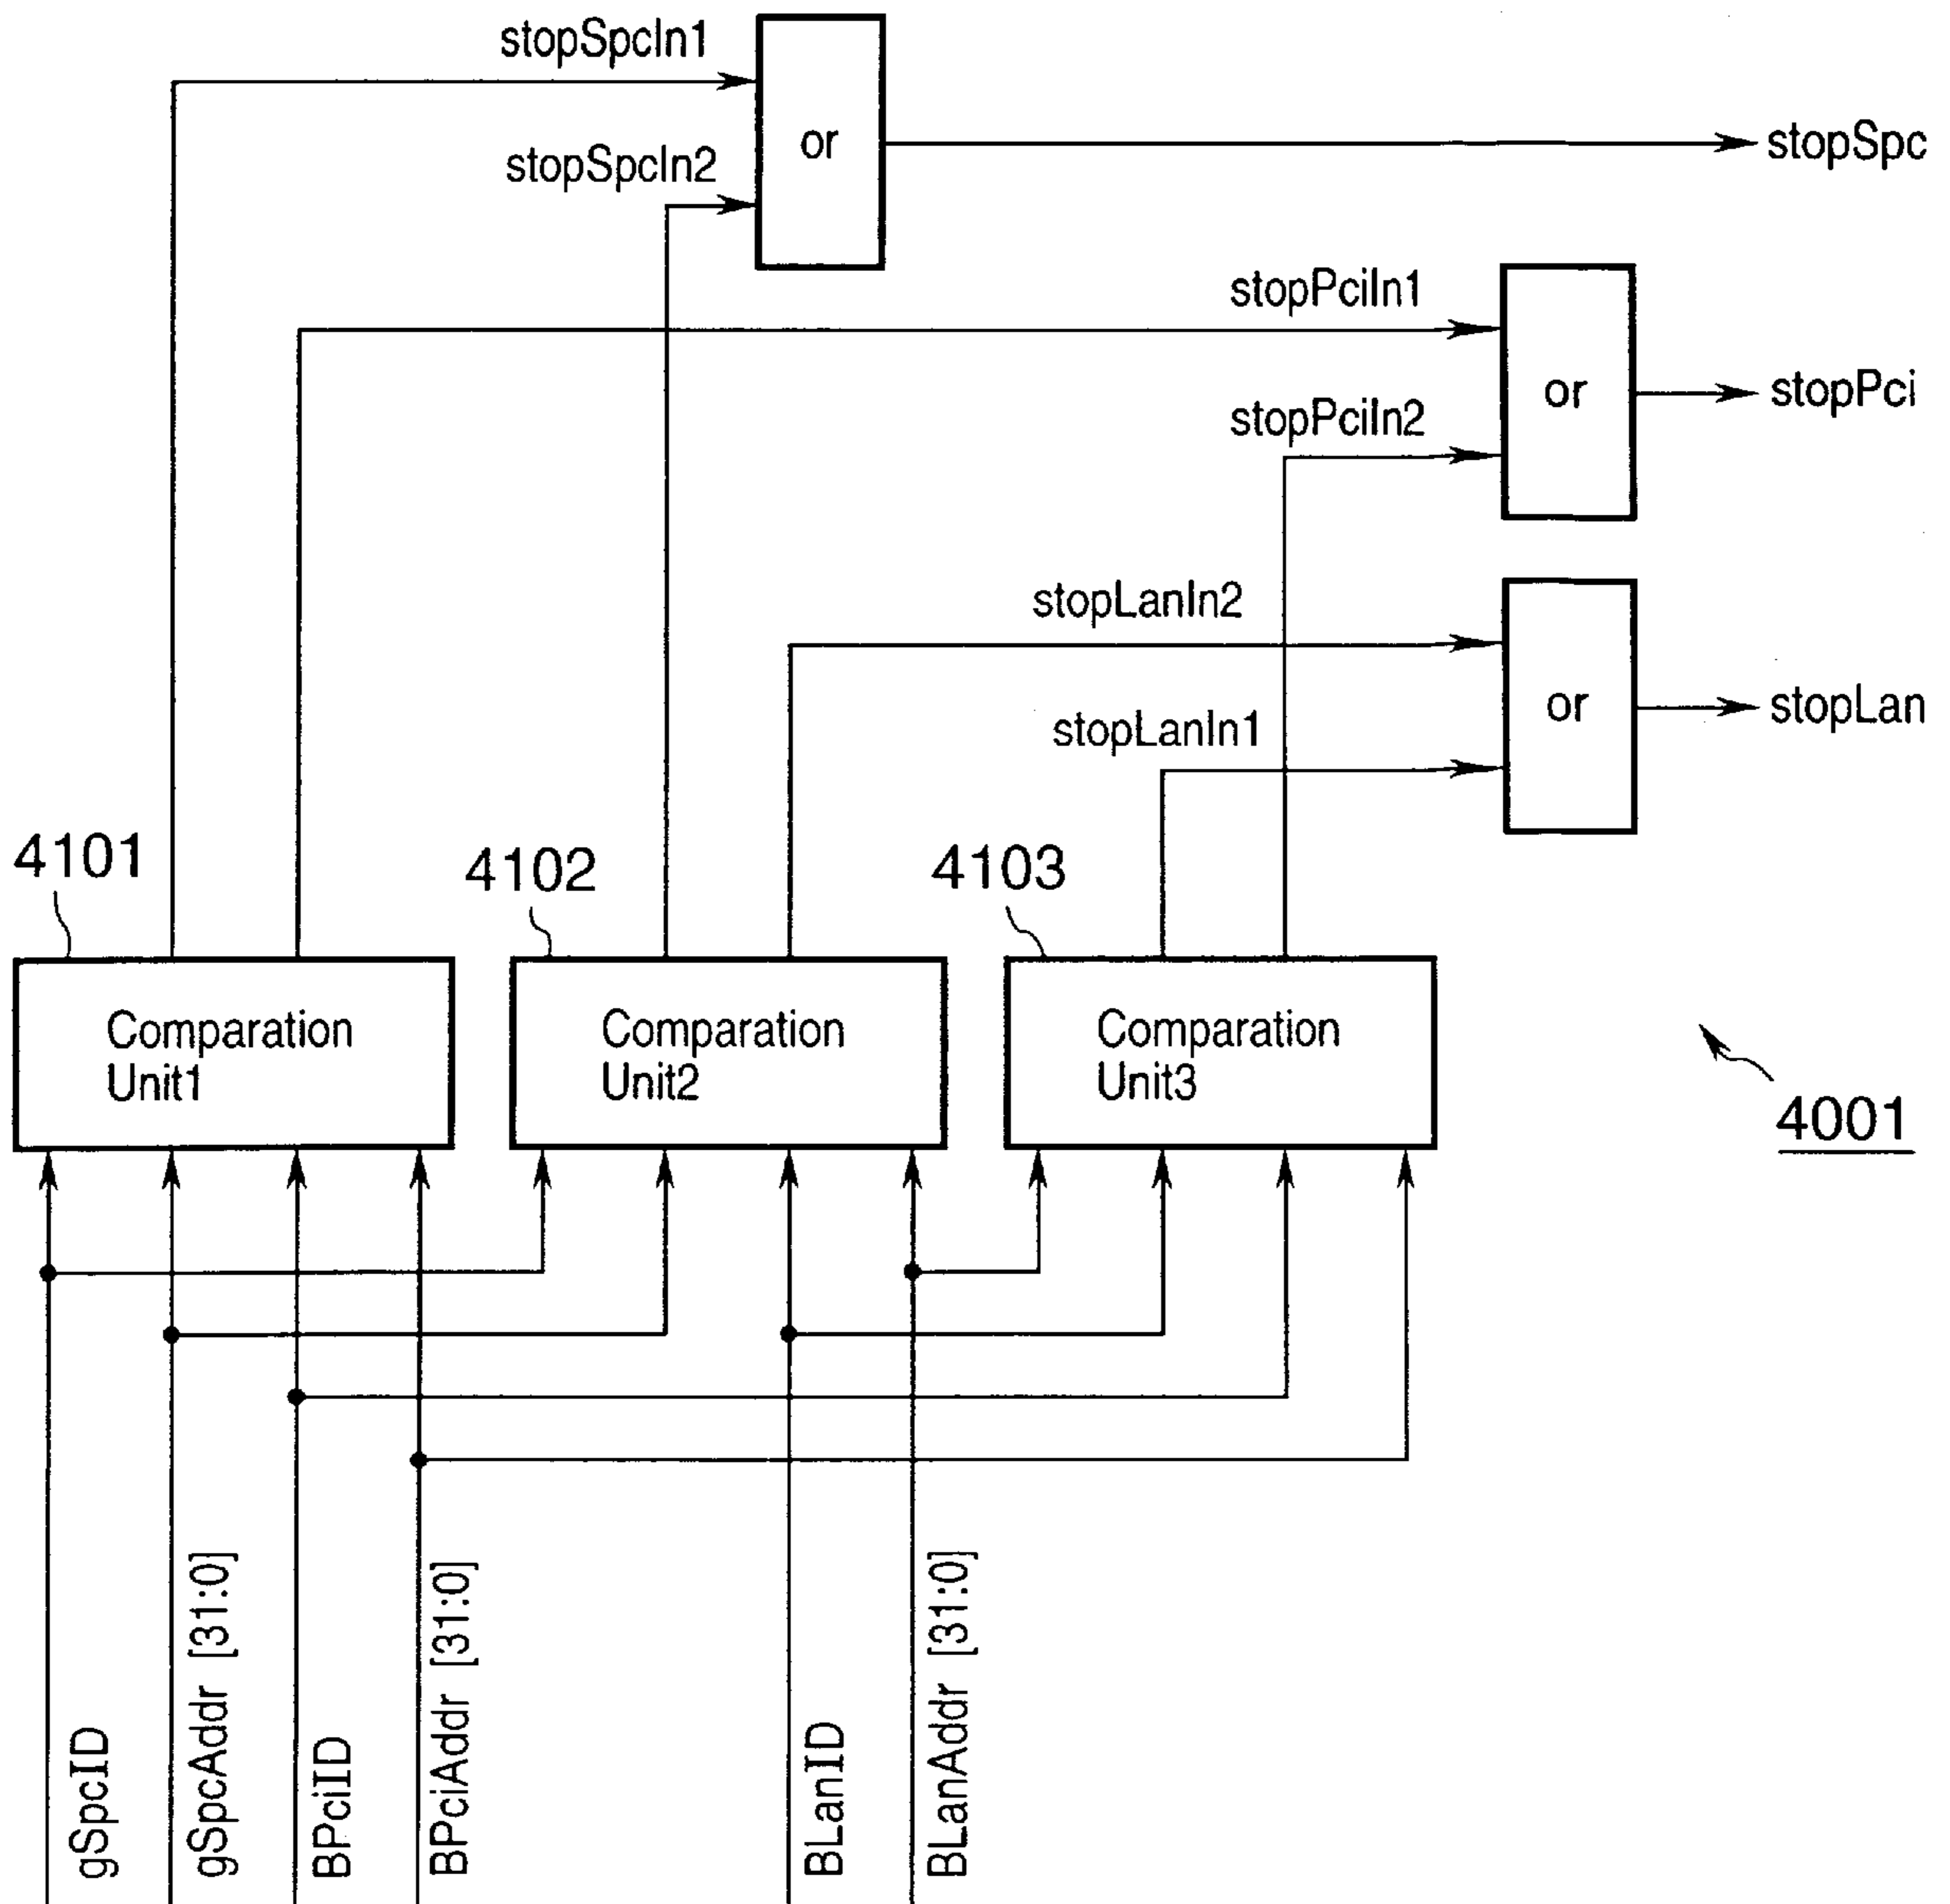 stopSpcIn1
or
stopSpcIn2
stopSpc
stopPciIn1
or
stopPci
stopPciIn2
stopLanIn2
or
stopLan
stopLanIn1
4101
4102
4103
Comparation
Unit1
Comparation
Unit2
Comparation
Unit3
4001
gSpcID
gSpcAddr [31:0]
BPciID
BPciAddr [31:0]
BLanID
BLanAddr [31:0]